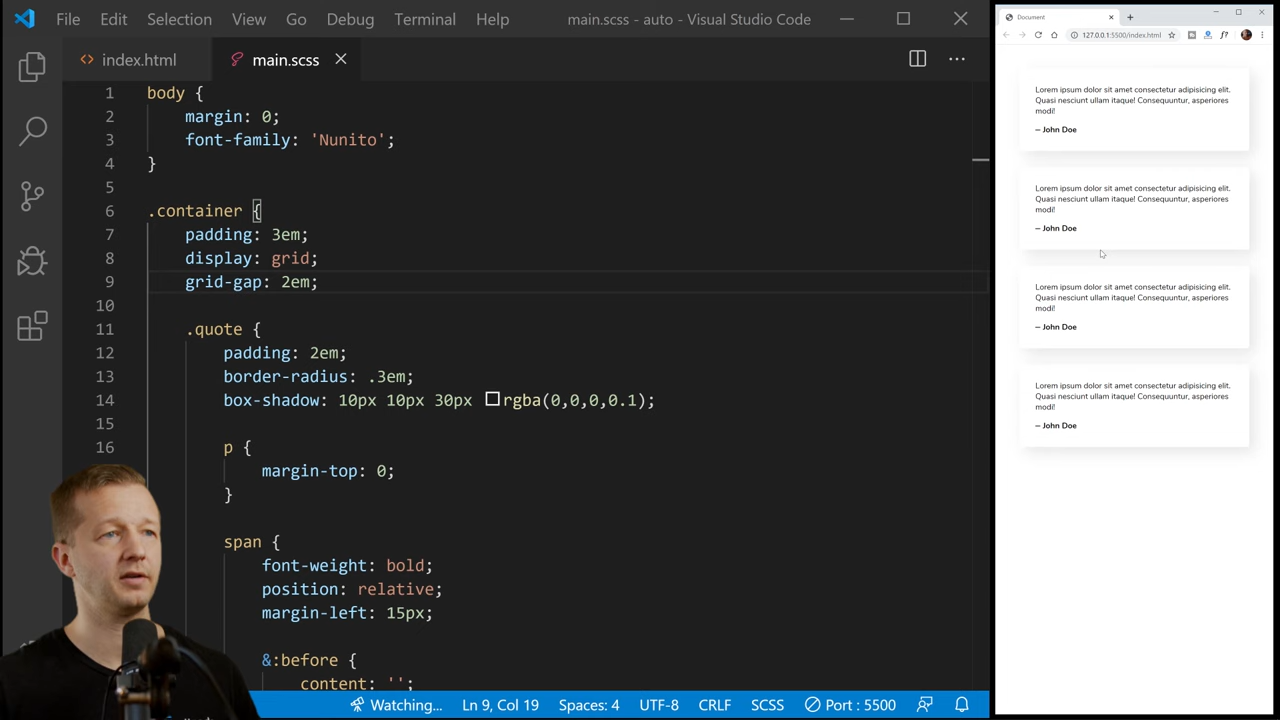 File Edit Selection View Go Debug Terminal Help main.scss - auto - Visual Studio Code
index.html main.scss
1 body {
2 margin: 0;
3 font-family: 'Nunito';
4 }
5
6 .container {
7 padding: 3em;
8 display: grid;
9 grid-gap: 2em;
10
11 .quote {
12 padding: 2em;
13 border-radius: .3em;
14 box-shadow: 10px 10px 30px rgba(0,0,0,0.1);
15
16 p {
margin-top: 0;
}
span {
font-weight: bold;
position: relative;
margin-left: 15px;
&:before {
content: '';
Watching... Ln 9, Col 19 Spaces: 4 UTF-8 CRLF SCSS Port : 5500
Document
127.0.0.1:5500/index.html f?
Lorem ipsum dolor sit amet consectetur adipisicing elit.
Quasi nesciunt ullam itaque! Consequuntur, asperiores
modi!
— John Doe
Lorem ipsum dolor sit amet consectetur adipisicing elit.
Quasi nesciunt ullam itaque! Consequuntur, asperiores
modi!
— John Doe
Lorem ipsum dolor sit amet consectetur adipisicing elit.
Quasi nesciunt ullam itaque! Consequuntur, asperiores
modi!
— John Doe
Lorem ipsum dolor sit amet consectetur adipisicing elit.
Quasi nesciunt ullam itaque! Consequuntur, asperiores
modi!
— John Doe